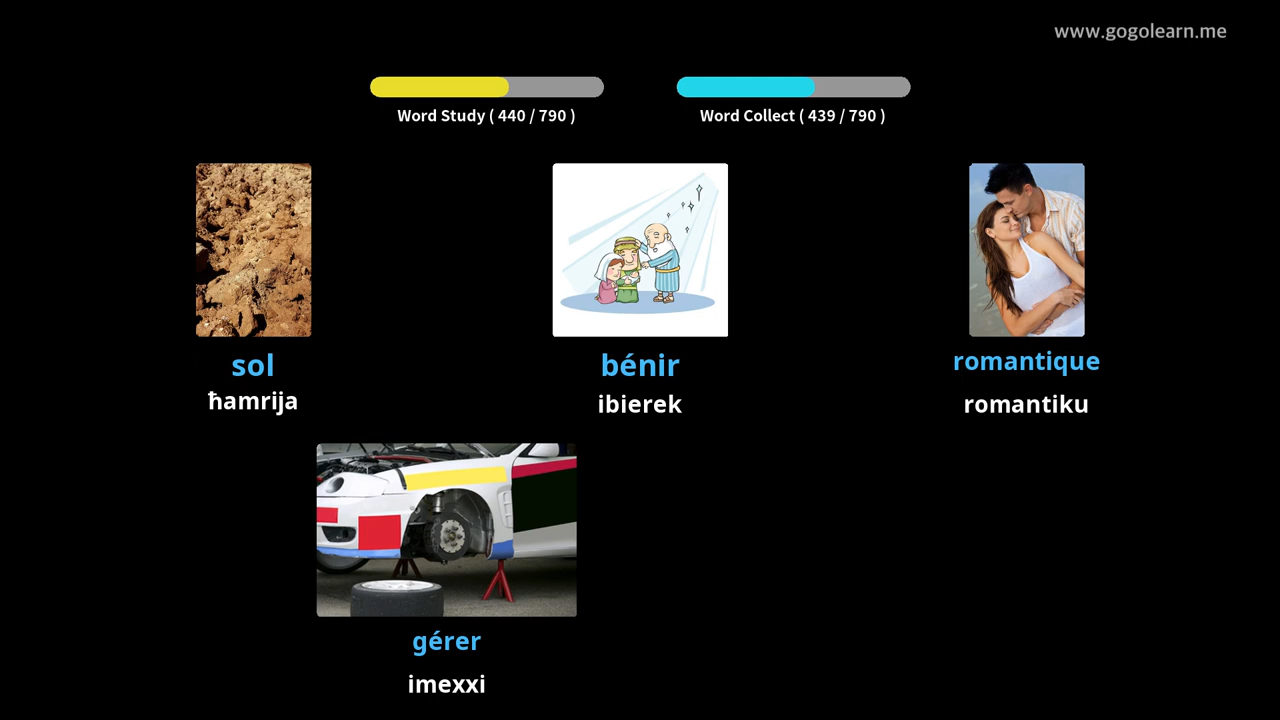 www.gogolearn.me
Word Study ( 440 / 790 )
Word Collect ( 439 / 790 )
sol
ħamrija
bénir
ibierek
romantique
romantiku
gérer
imexxi